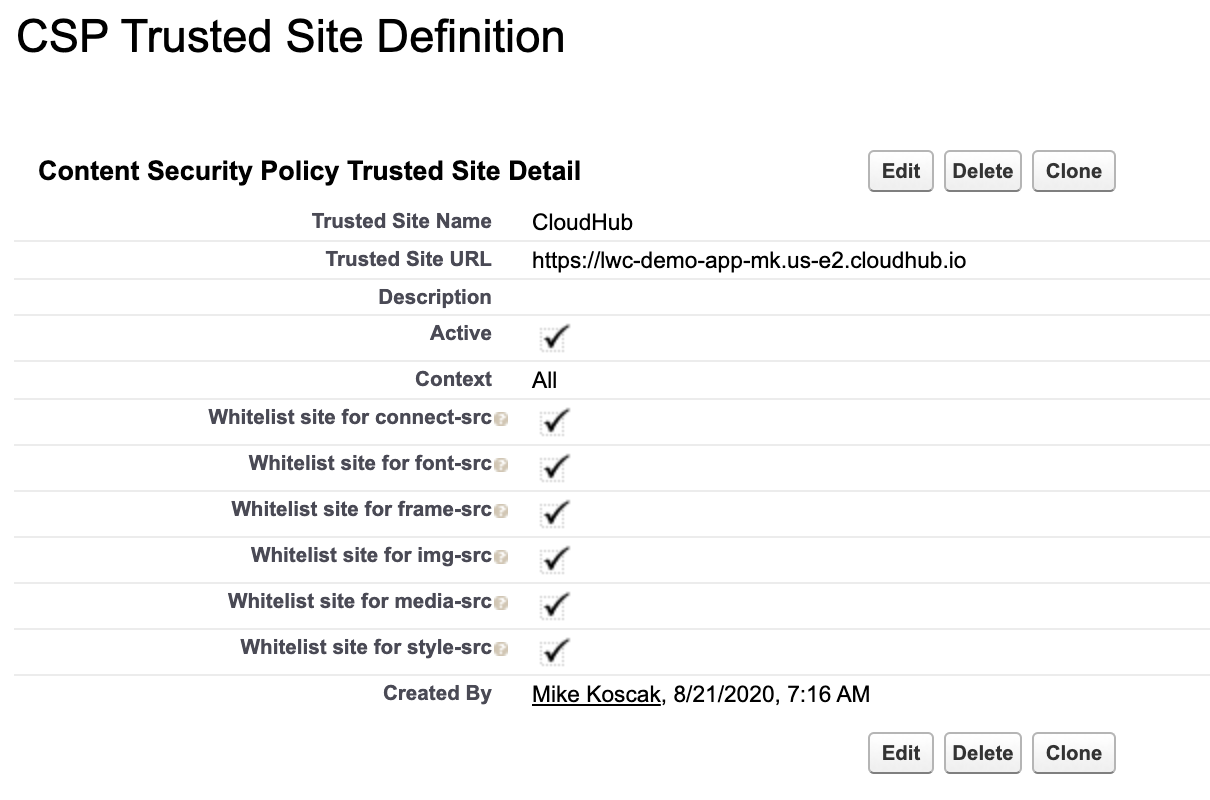 CSP Trusted Site Definition
Content Security Policy Trusted Site Detail Edit Delete Clone
Trusted Site Name CloudHub
Trusted Site URL https://lwc-demo-app-mk.us-e2.cloudhub.io
Description
Active
Context All
Whitelist site for connect-src ?
Whitelist site for font-src ?
Whitelist site for frame-src ?
Whitelist site for img-src ?
Whitelist site for media-src ?
Whitelist site for style-src ?
Created By Mike Koscak, 8/21/2020, 7:16 AM
Edit Delete Clone